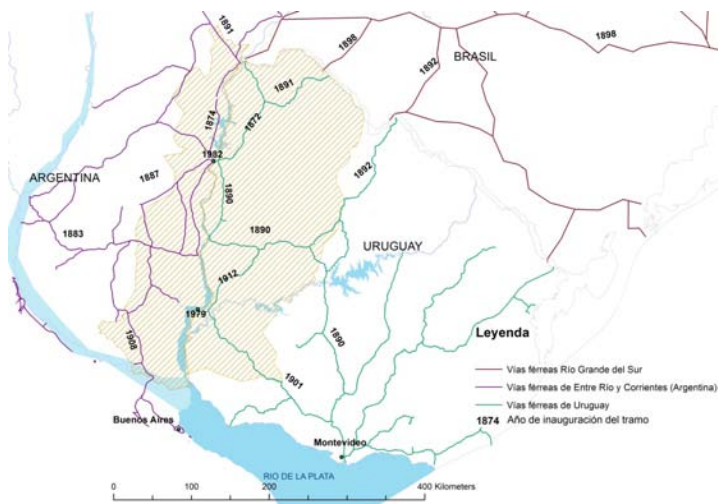 1891
1898
1898
1892
BRASIL
1891
1874
1872
1982
ARGENTINA
1887
1892
1890
1883
1890
URUGUAY
1912
1979
Leyenda
1908
1890
Vías férreas Río Grande del Sur
1901
Vías férreas de Entre Río y Corrientes (Argentina)
Vías férreas de Uruguay
1874 Año de inauguración del tramo
Buenos Aires
Montevideo
RIO DE LA PLATA
0 200 400 Kilometers